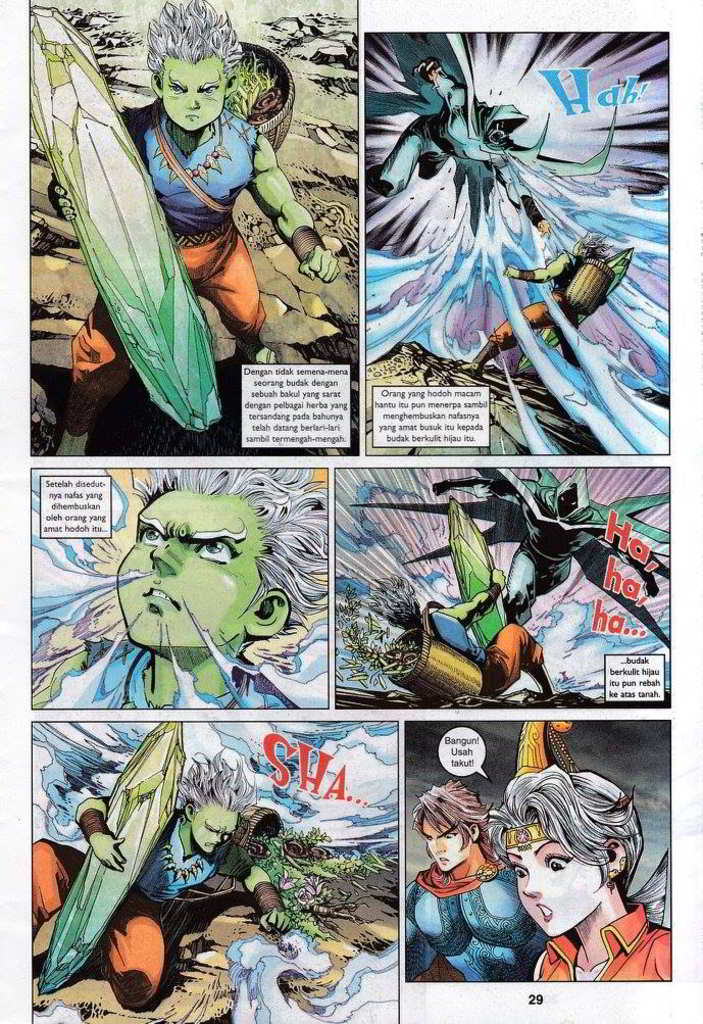 Hah!
Dengan tidak semena-mena
seorang budak dengan
sebuah bakul yang sarat
dengan pelbagai herba yang
tersandang pada bahunya
telah datang berlari-lari
sambil termengah-mengah.
Orang yang hodoh macam
hantu itu pun menerpa sambil
menghembuskan nafasnya
yang amat busuk itu kepada
budak berkulit hijau itu.
Setelah disedut-
nya nafas yang
dihembuskan
oleh orang yang
amat hodoh itu...
Ha,
ha,
ha...
...budak
berkulit hijau
itu pun rebah
ke atas tanah.
SHA...
Bangun!
Usah
takut!
29